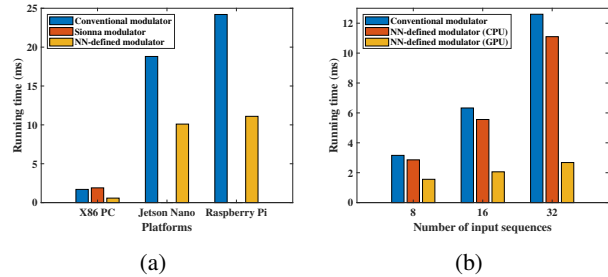 25
20
15
10
5
0
Running time (ms)
Conventional modulator
Sionna modulator
NN-defined modulator
X86 PC Jetson Nano Raspberry Pi
Platforms
(a)
12
10
8
6
4
2
0
Running time (ms)
Conventional modulator
NN-defined modulator (CPU)
NN-defined modulator (GPU)
8 16 32
Number of input sequences
(b)